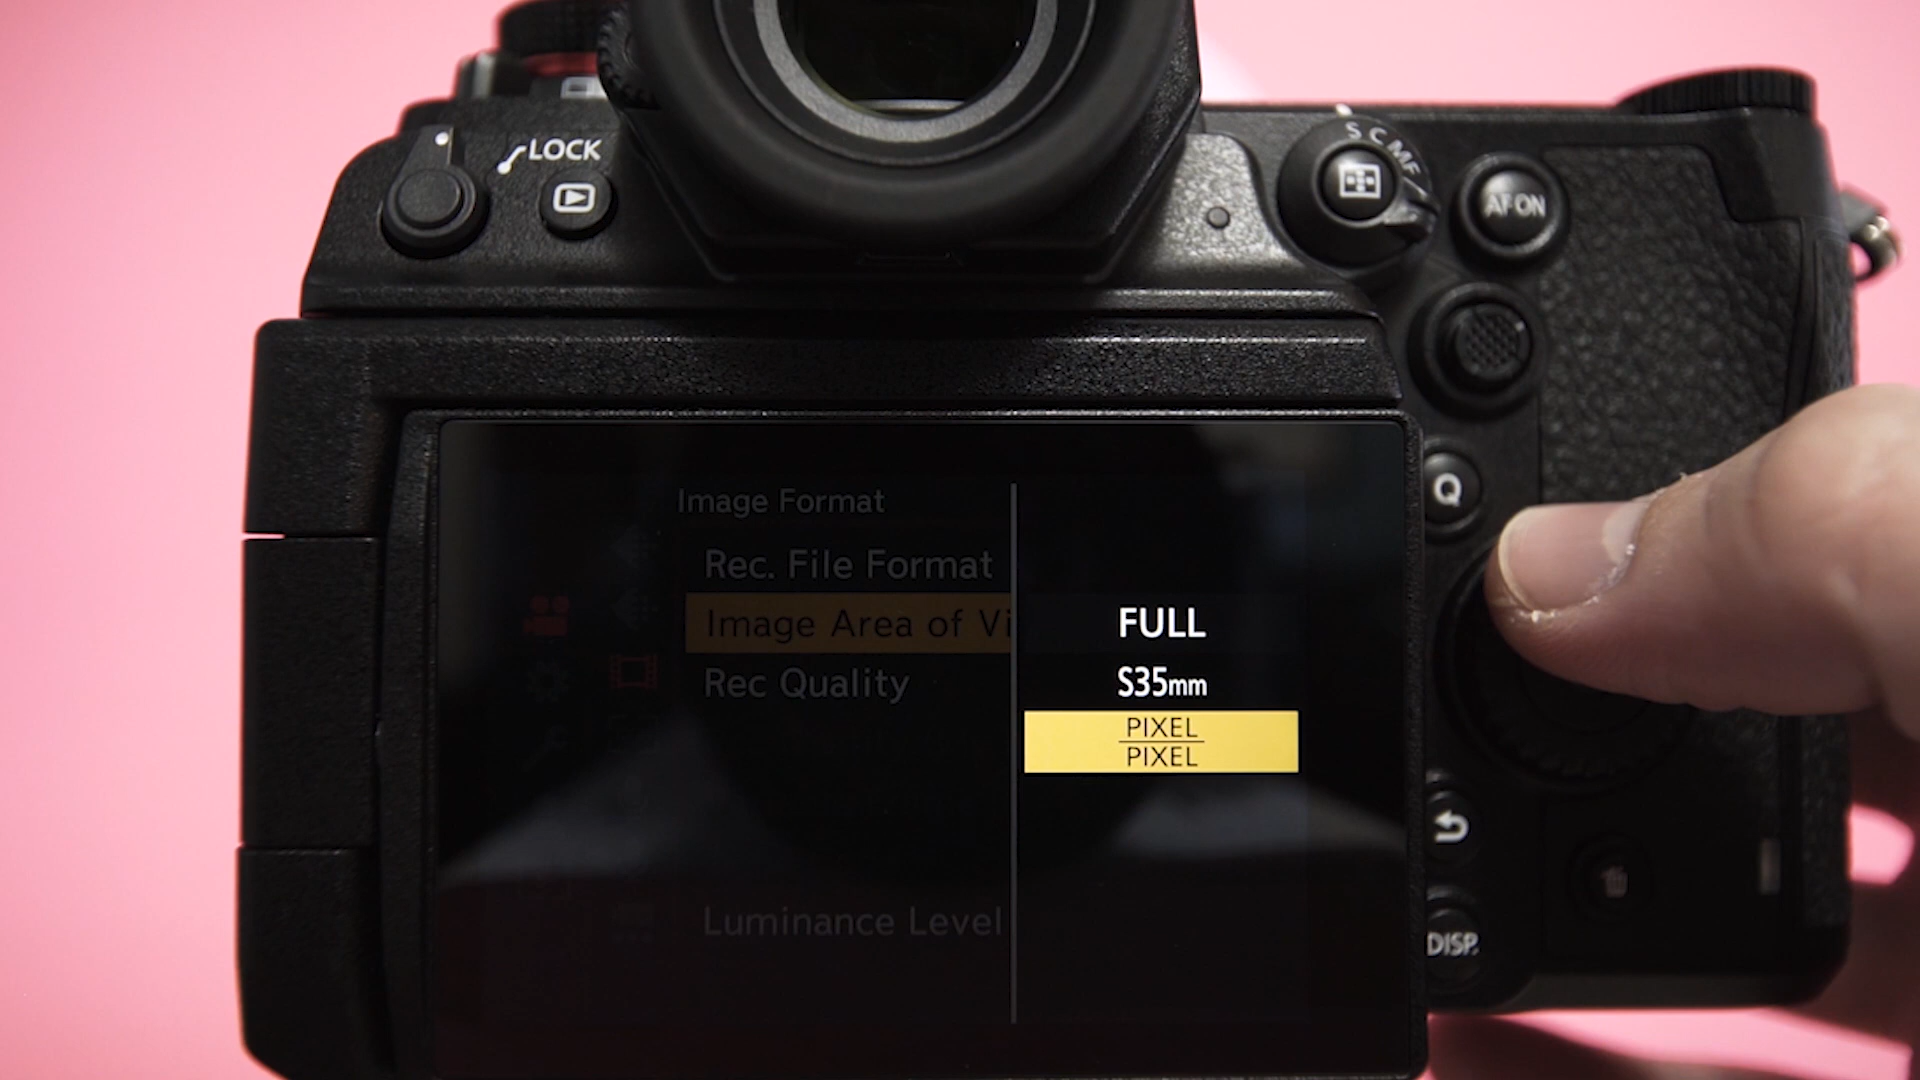 LOCK
S C MF
AF ON
Q
Image Format
Rec. File Format
Image Area of Vi
Rec Quality
Luminance Level
FULL
S35mm
PIXEL
PIXEL
DISP.